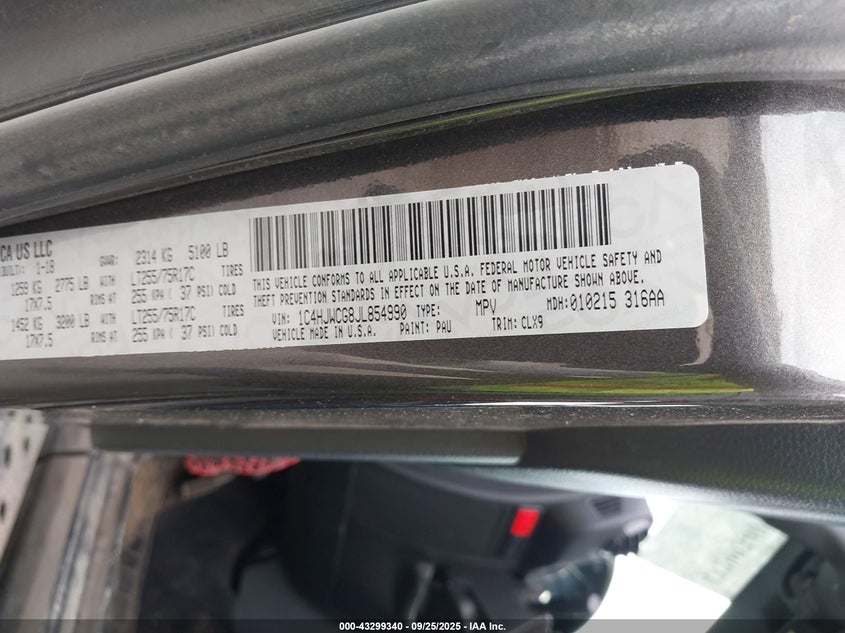 CA US LLC
BUILT): 1-18
GVWR: 2314 KG 5100 LB
1259 KG 2775 LB WITH LT255/75R17C TIRES
17X7.5 RIMS AT 255 KPA ( 37 PSI) COLD
1452 KG 3200 LB WITH LT255/75R17C TIRES
17X7.5 RIMS AT 255 KPA ( 37 PSI) COLD
THIS VEHICLE CONFORMS TO ALL APPLICABLE U.S.A. FEDERAL MOTOR VEHICLE SAFETY AND
THEFT PREVENTION STANDARDS IN EFFECT ON THE DATE OF MANUFACTURE SHOWN ABOVE.
VIN: 1C4HJWCG8JL854990 TYPE: MPV MDH:010215 316AA
VEHICLE MADE IN U.S.A. PAINT: PAU TRIM: CLX9
000-43299340 - 09/25/2025 - IAA Inc.